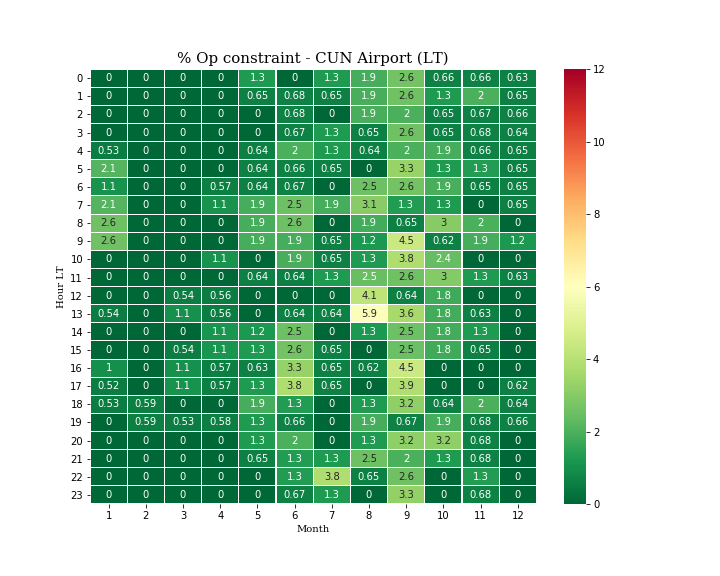 % Op constraint - CUN Airport (LT)
0 0 0 0 0 1.3 0 1.3 1.9 2.6 0.66 0.66 0.63
1 0 0 0 0 0.65 0.68 0.65 1.9 2.6 1.3 2 0.65
2 0 0 0 0 0 0.68 0 1.9 2 0.65 0.67 0.66
3 0 0 0 0 0 0.67 1.3 0.65 2.6 0.65 0.68 0.64
4 0.53 0 0 0 0.64 2 1.3 0.64 2 1.9 0.66 0.65
5 2.1 0 0 0 0.64 0.66 0.65 0 3.3 1.3 1.3 0.65
6 1.1 0 0 0.57 0.64 0.67 0 2.5 2.6 1.9 0.65 0.65
7 2.1 0 0 1.1 1.9 2.5 1.9 3.1 1.3 1.3 0 0.65
8 2.6 0 0 0 1.9 2.6 0 1.9 0.65 3 2 0
9 2.6 0 0 0 1.9 1.9 0.65 1.2 4.5 0.62 1.9 1.2
10 0 0 0 1.1 0 1.9 0.65 1.3 3.8 2.4 0 0
11 0 0 0 0 0.64 0.64 1.3 2.5 2.6 3 1.3 0.63
12 0 0 0.54 0.56 0 0 0 4.1 0.64 1.8 0 0
13 0.54 0 1.1 0.56 0 0.64 0.64 5.9 3.6 1.8 0.63 0
14 0 0 0 1.1 1.2 2.5 0 1.3 2.5 1.8 1.3 0
15 0 0 0.54 1.1 1.3 2.6 0.65 0 2.5 1.8 0.65 0
16 1 0 1.1 0.57 0.63 3.3 0.65 0.62 4.5 0 0 0
17 0.52 0 1.1 0.57 1.3 3.8 0.65 0 3.9 0 0 0.62
18 0.53 0.59 0 0 1.9 1.3 0 1.3 3.2 0.64 2 0.64
19 0 0.59 0.53 0.58 1.3 0.66 0 1.9 0.67 1.9 0.68 0.66
20 0 0 0 0 1.3 2 0 1.3 3.2 3.2 0.68 0
21 0 0 0 0 0.65 1.3 1.3 2.5 2 1.3 0.68 0
22 0 0 0 0 0 1.3 3.8 0.65 2.6 0 1.3 0
23 0 0 0 0 0 0.67 1.3 0 3.3 0 0.68 0
1 2 3 4 5 6 7 8 9 10 11 12
Month
Hour LT
12
10
8
6
4
2
0